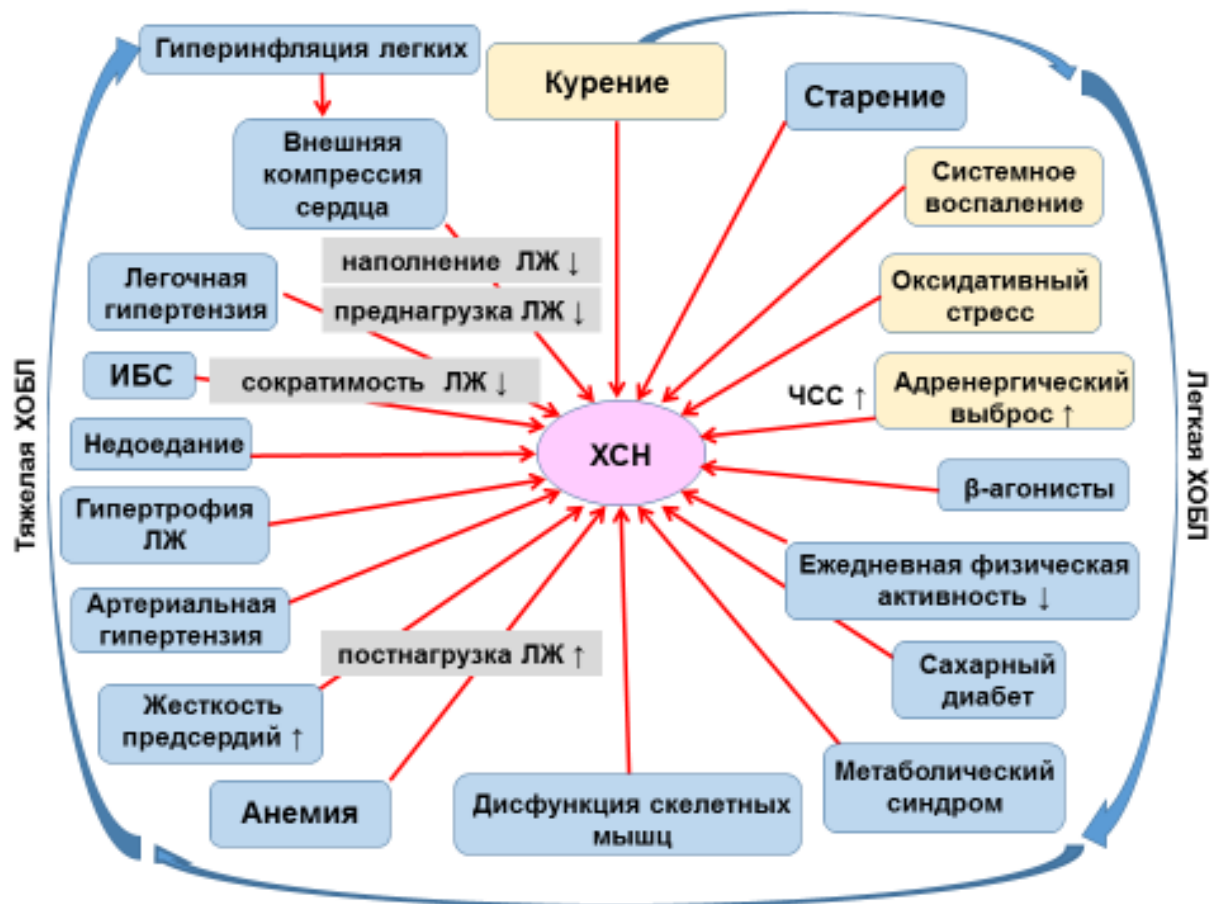 Гиперинфляция легких
Курение
Старение
Внешняя
компрессия
сердца
Системное
воспаление
наполнение ЛЖ ↓
Легочная
гипертензия
Оксидативный
стресс
преднагрузка ЛЖ ↓
ИБС
сократимость ЛЖ ↓
ЧСС ↑
Адренергический
выброс ↑
Тяжелая ХОБЛ
Легкая ХОБЛ
Недоедание
ХСН
β-агонисты
Гипертрофия
ЛЖ
Ежедневная физическая
активность ↓
Артериальная
гипертензия
постнагрузка ЛЖ ↑
Сахарный
диабет
Жесткость
предсердий ↑
Метаболический
синдром
Анемия
Дисфункция скелетных
мышц